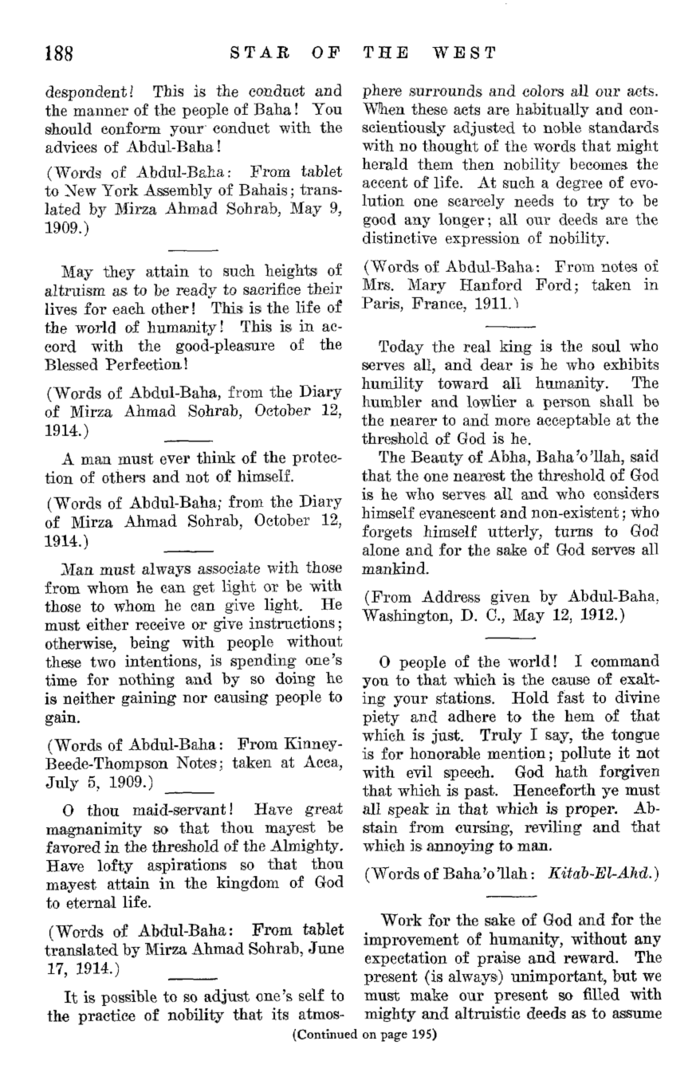 188 STAR OF THE WEST
despondent! This is the conduct and
the manner of the people of Baha! You
should conform your conduct with the
advices of Abdul-Baha!
(Words of Abdul-Baha: From tablet
to New York Assembly of Bahais; trans-
lated by Mirza Ahmad Sohrab, May 9,
1909.)
May they attain to such heights of
altruism as to be ready to sacrifice their
lives for each other! This is the life of
the world of humanity! This is in ac-
cord with the good-pleasure of the
Blessed Perfection!
(Words of Abdul-Baha, from the Diary
of Mirza Ahmad Sohrab, October 12,
1914.)
A man must ever think of the protec-
tion of others and not of himself.
(Words of Abdul-Baha; from the Diary
of Mirza Ahmad Sohrab, October 12,
1914.)
Man must always associate with those
from whom he can get light or be with
those to whom he can give light. He
must either receive or give instructions;
otherwise, being with people without
these two intentions, is spending one's
time for nothing and by so doing he
is neither gaining nor causing people to
gain.
(Words of Abdul-Baha: From Kinney-
Beede-Thompson Notes; taken at Acca,
July 5, 1909.)
O thou maid-servant! Have great
magnanimity so that thou mayest be
favored in the threshold of the Almighty.
Have lofty aspirations so that thou
mayest attain in the kingdom of God
to eternal life.
(Words of Abdul-Baha: From tablet
translated by Mirza Ahmad Sohrab, June
17, 1914.)
It is possible to so adjust one's self to
the practice of nobility that its atmos-
phere surrounds and colors all our acts.
When these acts are habitually and con-
scientiously adjusted to noble standards
with no thought of the words that might
herald them then nobility becomes the
accent of life. At such a degree of evo-
lution one scarcely needs to try to be
good any longer; all our deeds are the
distinctive expression of nobility.
(Words of Abdul-Baha: From notes of
Mrs. Mary Hanford Ford; taken in
Paris, France, 1911.)
Today the real king is the soul who
serves all, and dear is he who exhibits
humility toward all humanity. The
humbler and lowlier a person shall be
the nearer to and more acceptable at the
threshold of God is he.
The Beauty of Abha, Baha'o'llah, said
that the one nearest the threshold of God
is he who serves all and who considers
himself evanescent and non-existent; who
forgets himself utterly, turns to God
alone and for the sake of God serves all
mankind.
(From Address given by Abdul-Baha,
Washington, D. C., May 12, 1912.)
O people of the world! I command
you to that which is the cause of exalt-
ing your stations. Hold fast to divine
piety and adhere to the hem of that
which is just. Truly I say, the tongue
is for honorable mention; pollute it not
with evil speech. God hath forgiven
that which is past. Henceforth ye must
all speak in that which is proper. Ab-
stain from cursing, reviling and that
which is annoying to man.
(Words of Baha'o'llah: Kitab-El-Ahd.)
Work for the sake of God and for the
improvement of humanity, without any
expectation of praise and reward. The
present (is always) unimportant, but we
must make our present so filled with
mighty and altruistic deeds as to assume
(Continued on page 195)